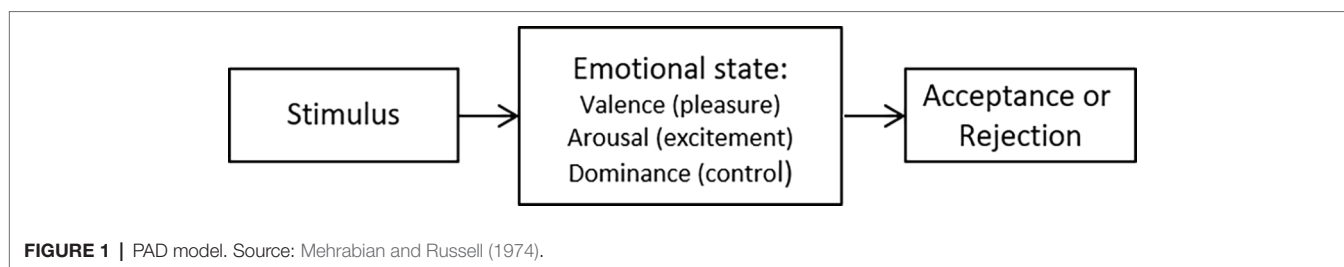 Stimulus
Emotional state:
Valence (pleasure)
Arousal (excitement)
Dominance (control)
Acceptance or
Rejection
FIGURE 1 | PAD model. Source: Mehrabian and Russell (1974).